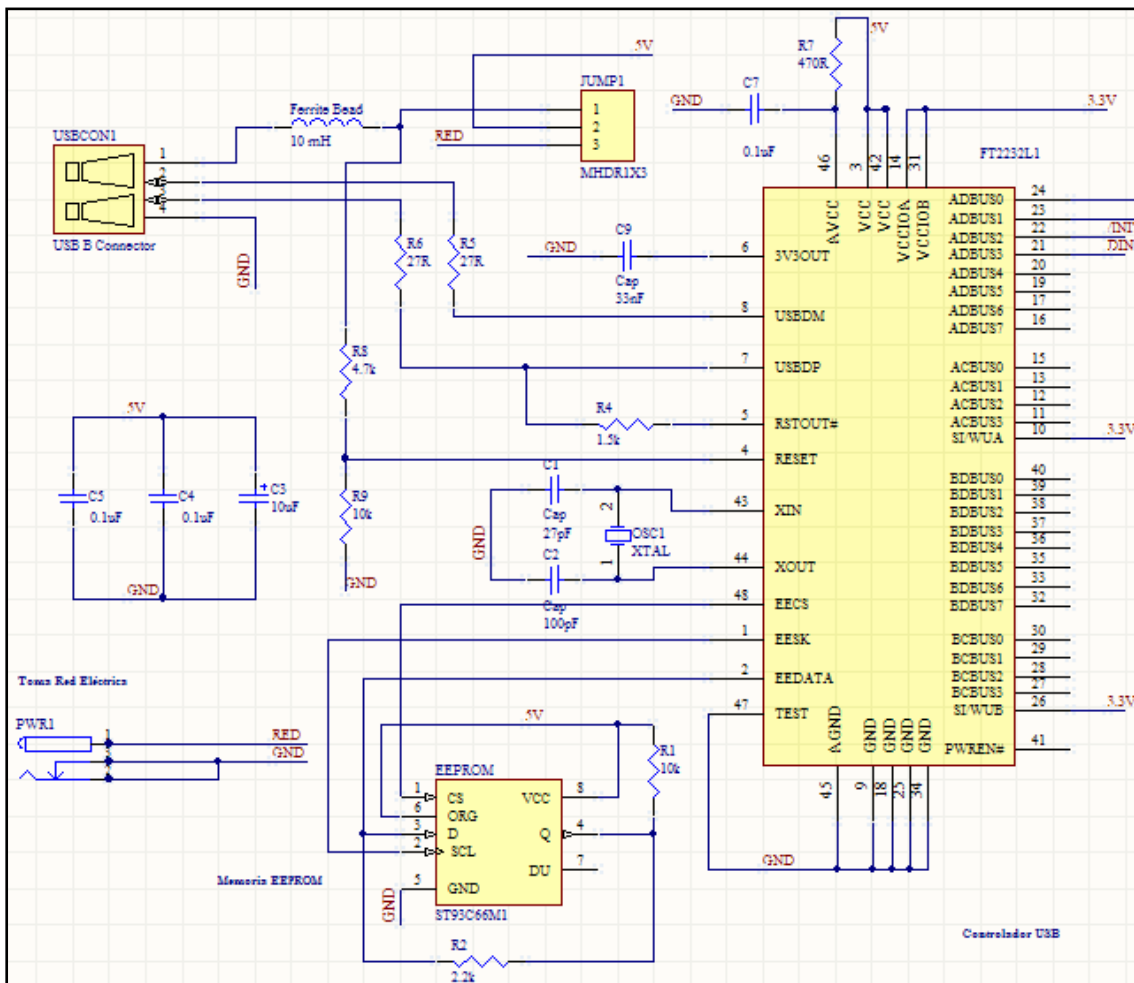 5V
5V
R7
470R
JUMP1
1
2
3
MHDR1X3
GND
C7
0.1uF
3.3V
Ferrite Bead
10 mH
RED
USBCON1
1
2
3
4
USB B Connector
GND
FT2232L1
46
3
42
14
31
AVCC
VCC
VCC
VCCIOA
VCCIOB
R6
27R
R5
27R
GND
C9
Cap
33nF
6
3V3OUT
8
USBDM
7
USBDP
5
RSTOUT#
4
RESET
43
XIN
44
XOUT
48
EECS
1
EESK
2
EEDATA
47
TEST
ADBUS0
24
ADBUS1
23
ADBUS2
22
/INIT
ADBUS3
21
DIN
ADBUS4
20
ADBUS5
19
ADBUS6
17
ADBUS7
16
ACBUS0
15
ACBUS1
13
ACBUS2
12
ACBUS3
11
SI/WUA
10
3.3V
BDBUS0
40
BDBUS1
39
BDBUS2
38
BDBUS3
37
BDBUS4
36
BDBUS5
35
BDBUS6
33
BDBUS7
32
BCBUS0
30
BCBUS1
29
BCBUS2
28
BCBUS3
27
SI/WUB
26
3.3V
PWREN#
41
AGND
GND
GND
GND
GND
45
9
18
25
34
GND
R8
4.7k
R4
1.5k
R9
10k
GND
5V
C5
0.1uF
C4
0.1uF
C3
10uF
GND
C1
Cap
27pF
C2
Cap
100pF
GND
2
OSC1
XTAL
1
Toma Red Eléctrica
PWR1
1
RED
GND
5V
R1
10k
EEPROM
1
CS
6
ORG
3
D
2
SCL
5
GND
VCC
8
Q
4
DU
7
ST93C66M1
GND
Memoria EEPROM
R2
2.2k
Controlador USB